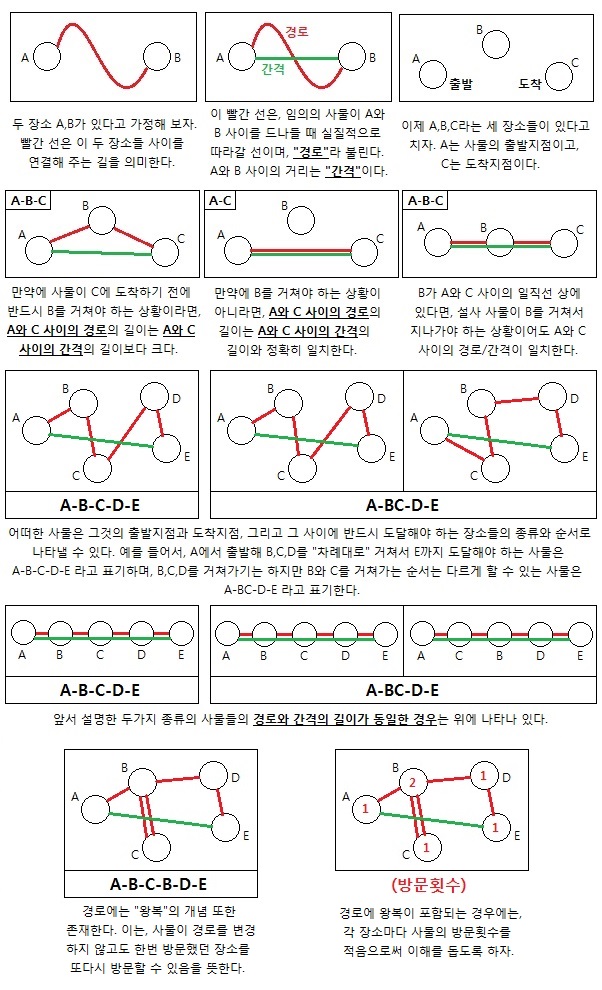 A
B
경로
A
간격
B
B
A
출발
도착
C
두 장소 A,B가 있다고 가정해 보자.
빨간 선은 이 두 장소들 사이를
연결해 주는 길을 의미한다.
이 빨간 선은, 임의의 사물이 A와
B 사이를 드나들 때 실질적으로
따라갈 선이며, "경로"라 불린다.
A와 B 사이의 거리는 "간격"이다.
이제 A,B,C라는 세 장소들이 있다고
치자. A는 사물의 출발지점이고,
C는 도착지점이다.
A-B-C
B
A
C
A-C
B
A
C
A-B-C
B
A
C
만약에 사물이 C에 도착하기 전에
반드시 B를 거쳐야 하는 상황이라면,
A와 C 사이의 경로의 길이는 A와 C
사이의 간격의 길이보다 크다.
만약에 B를 거쳐야 하는 상황이
아니라면, A와 C 사이의 경로의
길이는 A와 C 사이의 간격의
길이와 정확히 일치한다.
B가 A와 C 사이의 일직선 상에
있다면, 설사 사물이 B를 거쳐서
지나가야 하는 상황이어도 A와 C
사이의 경로/간격이 일치한다.
B
D
A
C
E
A-B-C-D-E
B
D
A
C
E
B
D
A
C
E
A-BC-D-E
어떠한 사물은 그것의 출발지점과 도착지점, 그리고 그 사이에 반드시 도달해야 하는 장소들의 종류와 순서로
나타낼 수 있다. 예를 들어서, A에서 출발해 B,C,D를 "차례대로" 거쳐서 E까지 도달해야 하는 사물은
A-B-C-D-E 라고 표기하며, B,C,D를 거쳐가기는 하지만 B와 C를 거쳐가는 순서는 다르게 할 수 있는 사물은
A-BC-D-E 라고 표기한다.
A B C D E
A-B-C-D-E
A B C D E
A C B D E
A-BC-D-E
앞서 설명한 두가지 종류의 사물들의 경로와 간격의 길이가 동일한 경우는 위에 나타나 있다.
B
D
A
C
E
A-B-C-B-D-E
B
2
1
D
A
1
1
E
C
1
(방문횟수)
경로에는 "왕복"의 개념 또한
존재한다. 이는, 사물이 경로를 변경
하지 않고도 한번 방문했던 장소를
또다시 방문할 수 있음을 뜻한다.
경로에 왕복이 포함되는 경우에는,
각 장소마다 사물의 방문횟수를
적음으로써 이해를 돕도록 하자.